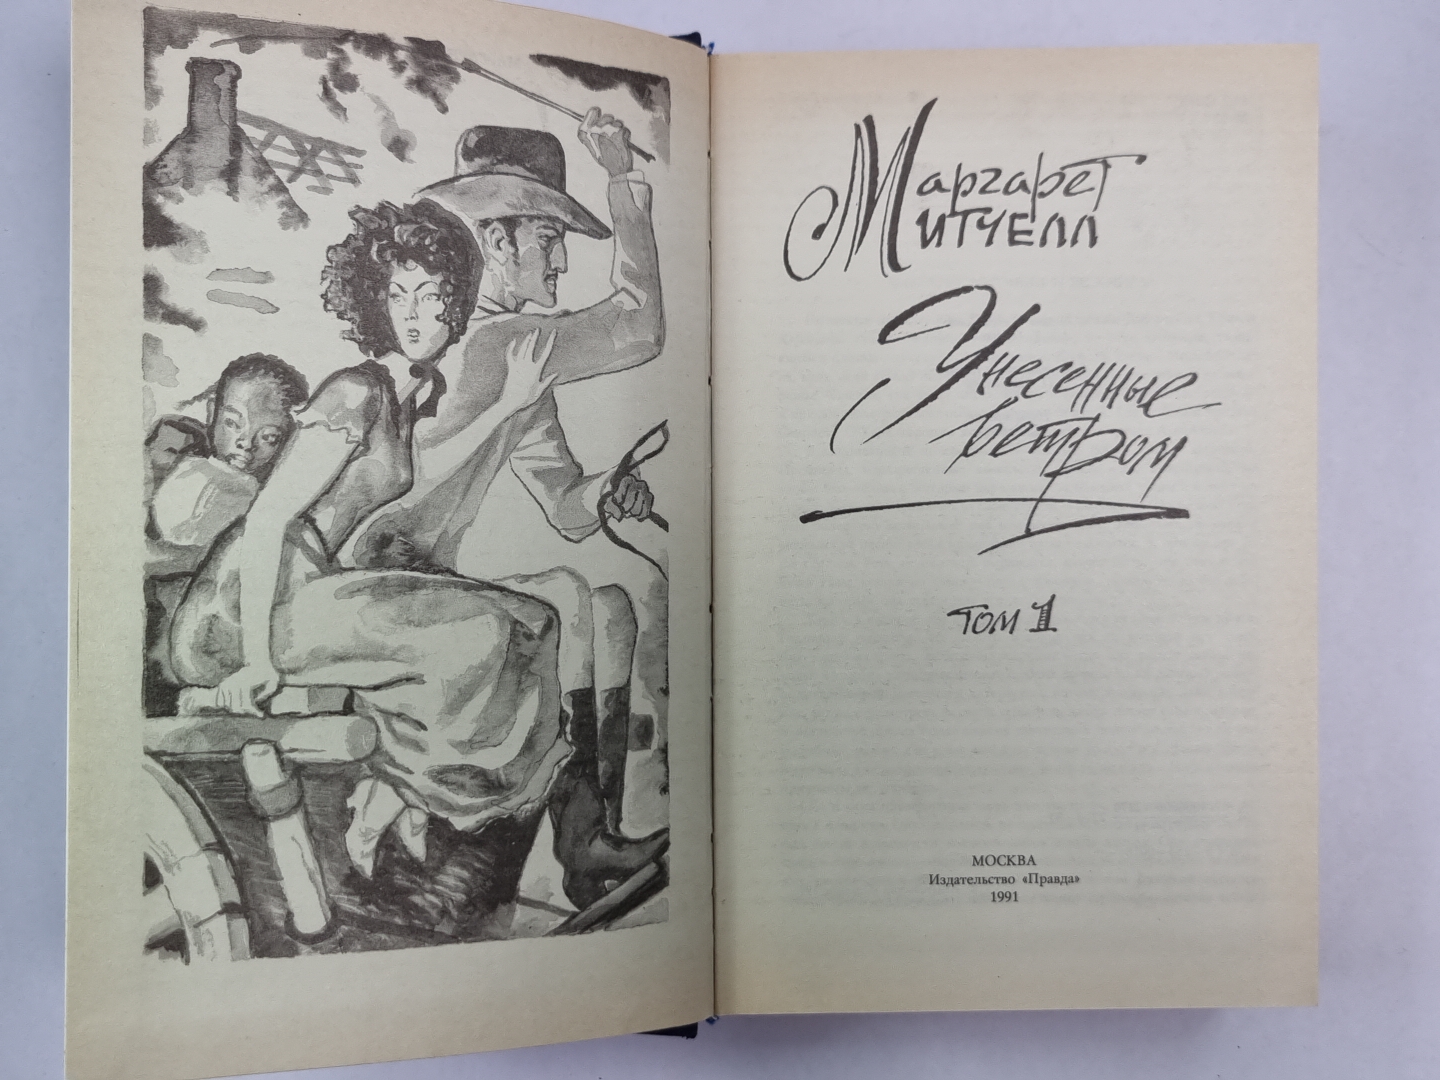 Маргарет
Митчелл
Унесенные
ветром
том 1
МОСКВА
Издательство «Правда»
1991